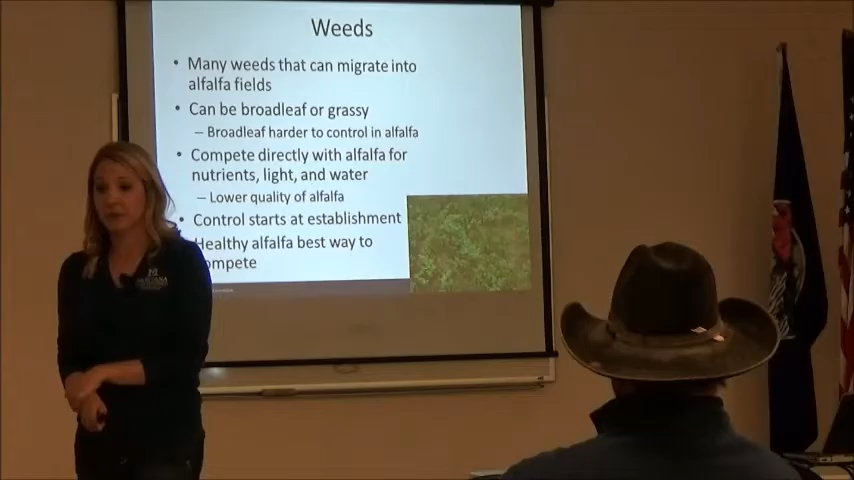 Weeds
• Many weeds that can migrate into
alfalfa fields
• Can be broadleaf or grassy
– Broadleaf harder to control in alfalfa
• Compete directly with alfalfa for
nutrients, light, and water
– Lower quality of alfalfa
• Control starts at establishment
Healthy alfalfa best way to
MONTANA